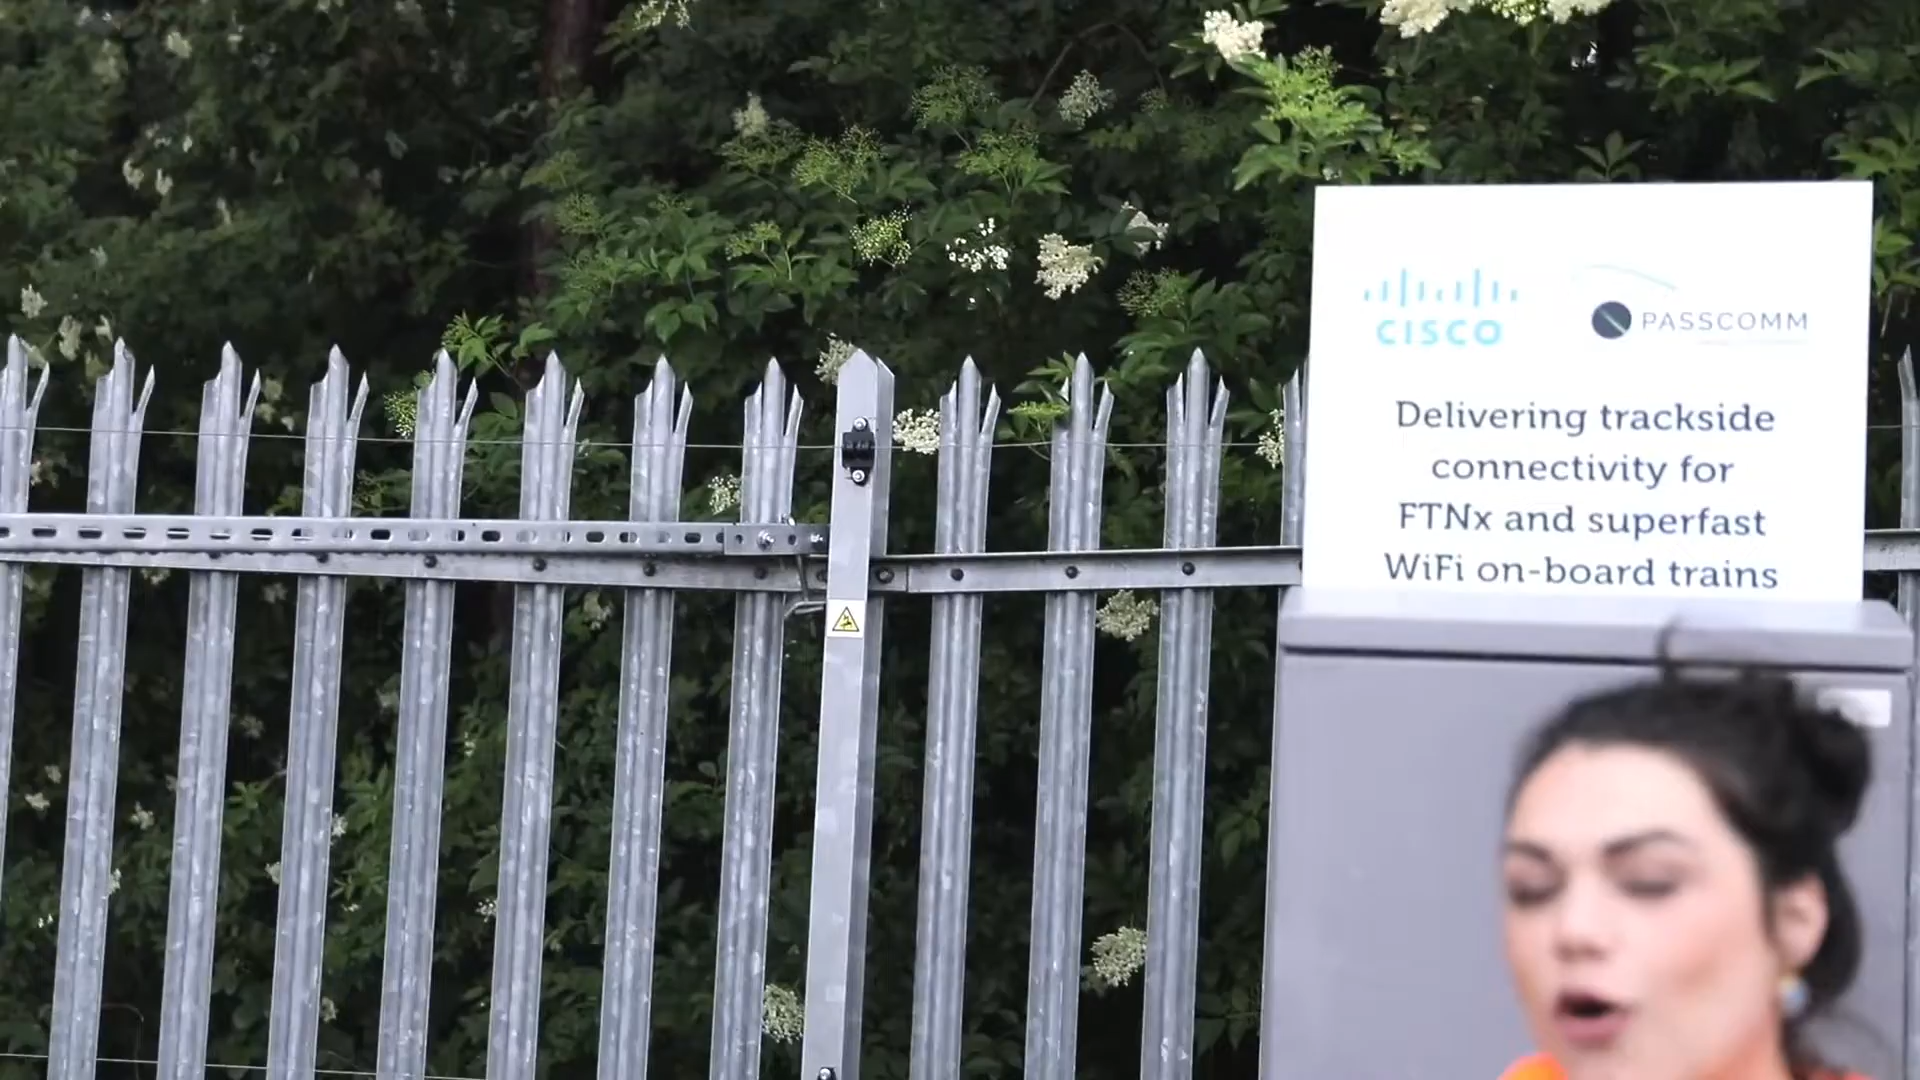 CISCO
PASSCOMM
Delivering trackside
connectivity for
FTNx and superfast
WiFi on-board trains